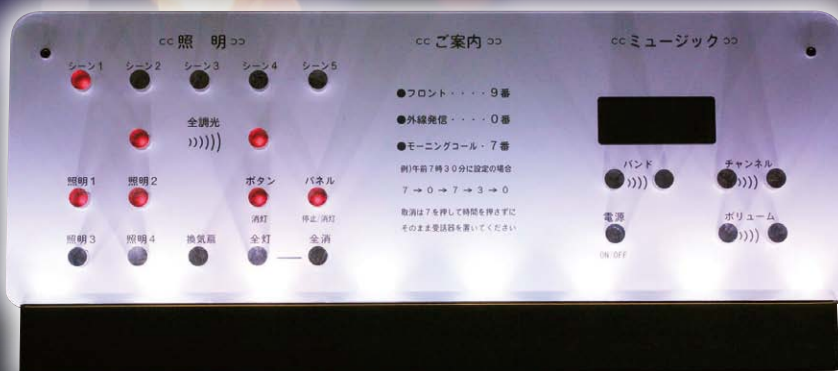 ⊂⊂ 照　明 ⊃⊃
シーン1 シーン2 シーン3 シーン4 シーン5
全調光
照明1 照明2 ボタン パネル
消灯 停止/消灯
照明3 照明4 換気扇 全灯 全消
⊂⊂ ご案内 ⊃⊃
●フロント・・・・9番
●外線発信・・・・0番
●モーニングコール・7番
例)午前7時30分に設定の場合
7→0→7→3→0
取消は7を押して時間を押さずに
そのまま受話器を置いてください
⊂⊂ ミュージック ⊃⊃
バンド チャンネル
電源 ボリューム
ON/OFF